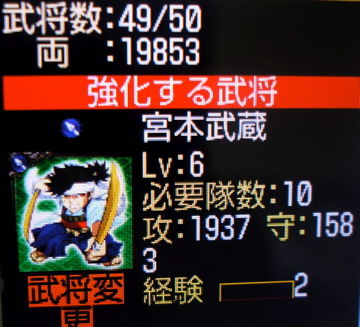 武将数:49/50
両 :19853
強化する武将
宮本武蔵
Lv:6
必要隊数:10
攻:1937 守:158
3
経験 2
武将変
更